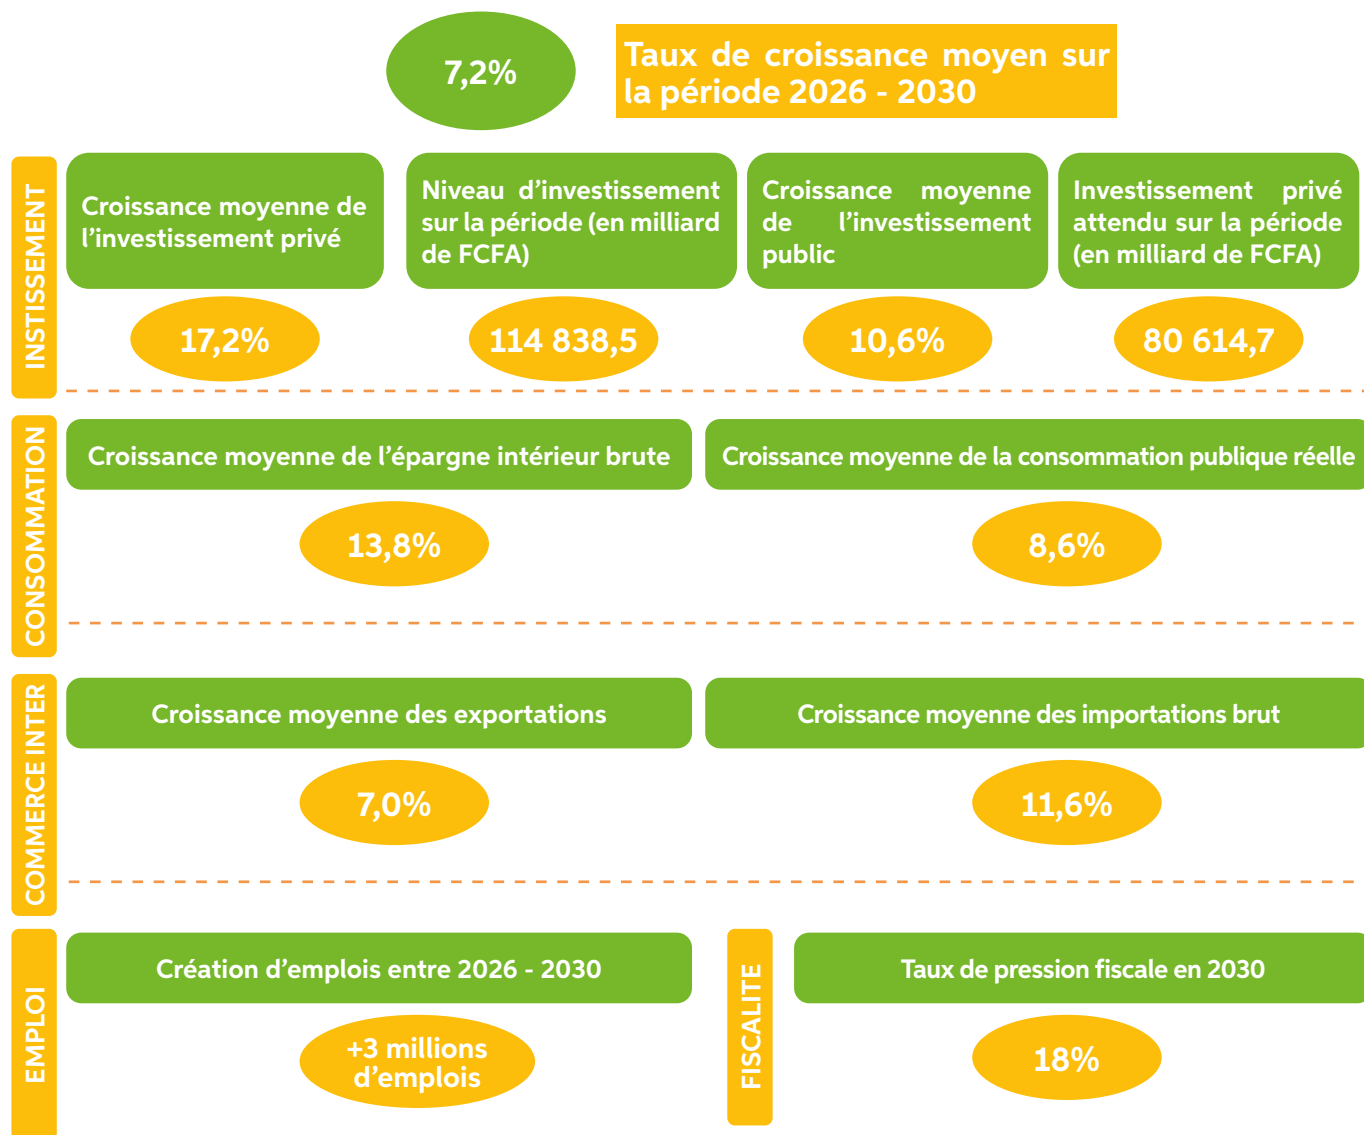 7,2%
Taux de croissance moyen sur
la période 2026 - 2030
INSTISSEMENT
Croissance moyenne de
l’investissement privé
17,2%
Niveau d’investissement
sur la période (en milliard
de FCFA)
114 838,5
Croissance moyenne
de l’investissement
public
10,6%
Investissement privé
attendu sur la période
(en milliard de FCFA)
80 614,7
CONSOMMATION
Croissance moyenne de l’épargne intérieur brute
13,8%
Croissance moyenne de la consommation publique réelle
8,6%
COMMERCE INTER
Croissance moyenne des exportations
7,0%
Croissance moyenne des importations brut
11,6%
EMPLOI
Création d’emplois entre 2026 - 2030
+3 millions
d’emplois
FISCALITE
Taux de pression fiscale en 2030
18%